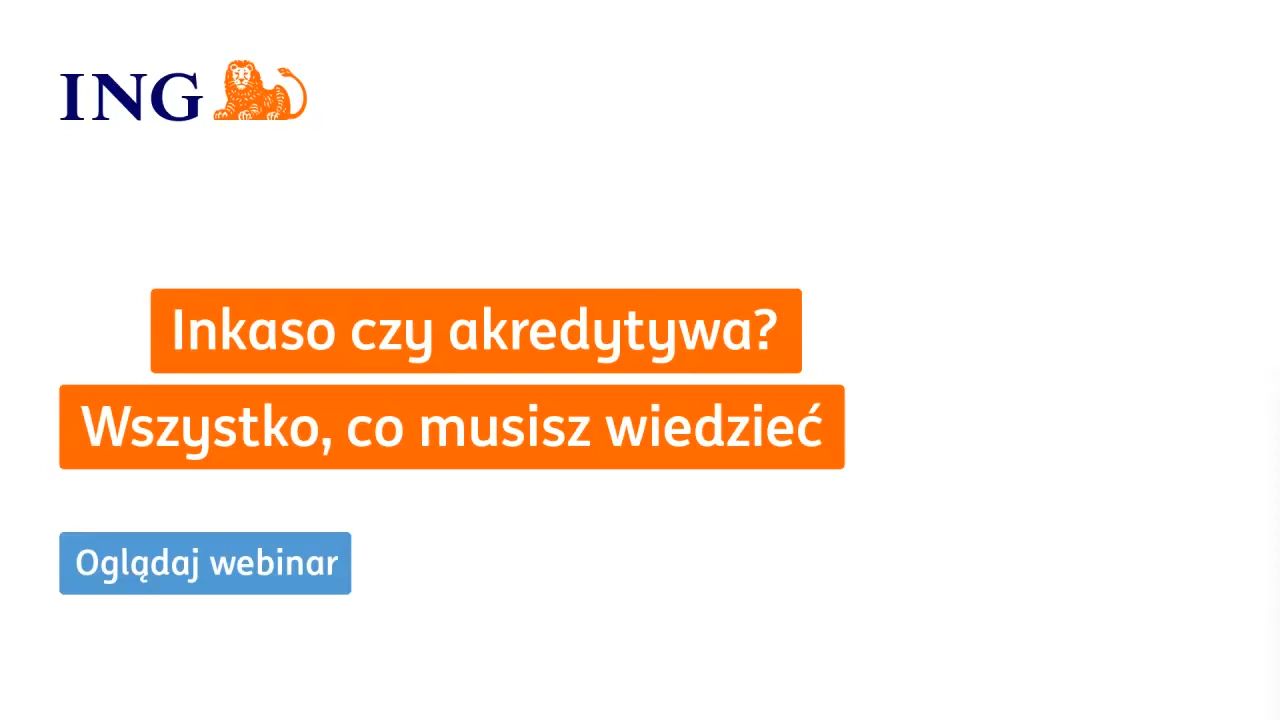 ING
Inkaso czy akredytywa?
Wszystko, co musisz wiedzieć
Oglądaj webinar